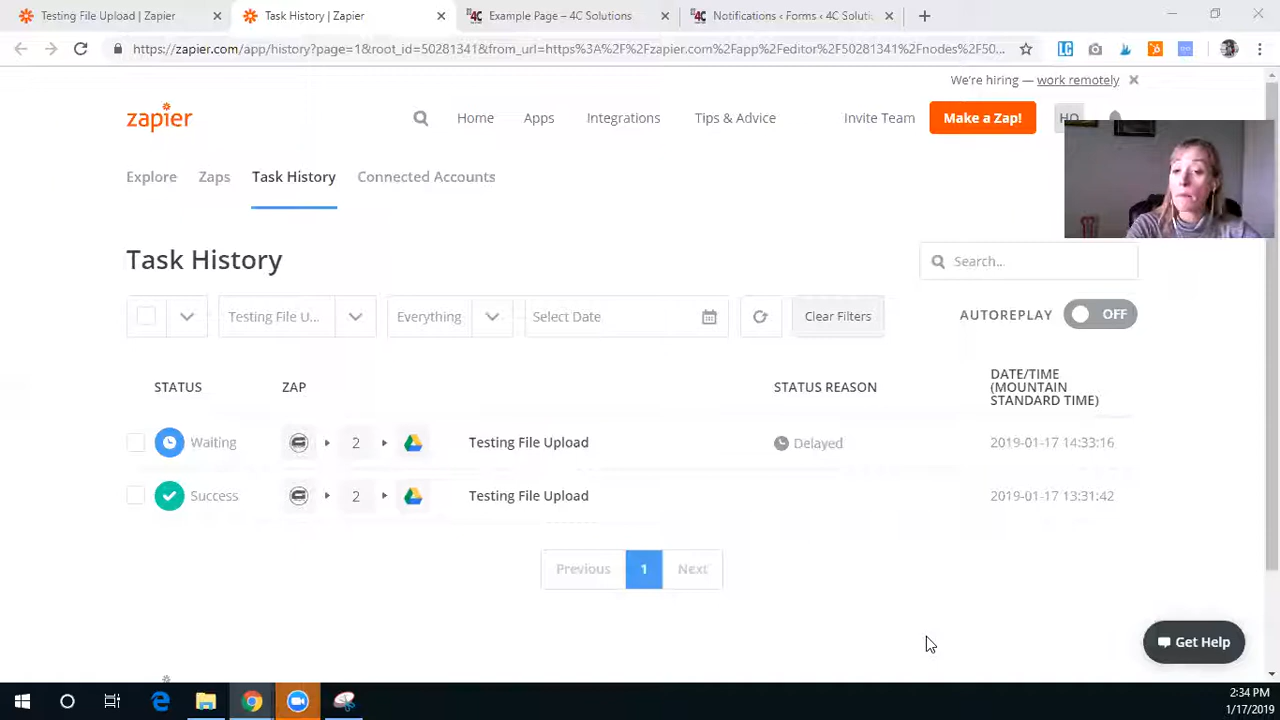 Testing File Upload | Zapier
Task History | Zapier
4C Example Page – 4C Solutions
4C Notifications ‹ Forms ‹ 4C Soluti
https://zapier.com/app/history?page=1&root_id=50281341&from_url=https%3A%2F%2Fzapier.com%2Fapp%2Feditor%2F50281341%2Fnodes%2F50...
LC
We're hiring — work remotely
zapier
Home
Apps
Integrations
Tips & Advice
Invite Team
Make a Zap!
HO
Explore
Zaps
Task History
Connected Accounts
Task History
Search...
Testing File U...
Everything
Select Date
Clear Filters
AUTOREPLAY
OFF
STATUS
ZAP
STATUS REASON
DATE/TIME
(MOUNTAIN
STANDARD TIME)
Waiting
2
Testing File Upload
Delayed
2019-01-17 14:33:16
Success
2
Testing File Upload
2019-01-17 13:31:42
Previous
1
Next
Get Help
2:34 PM
1/17/2019